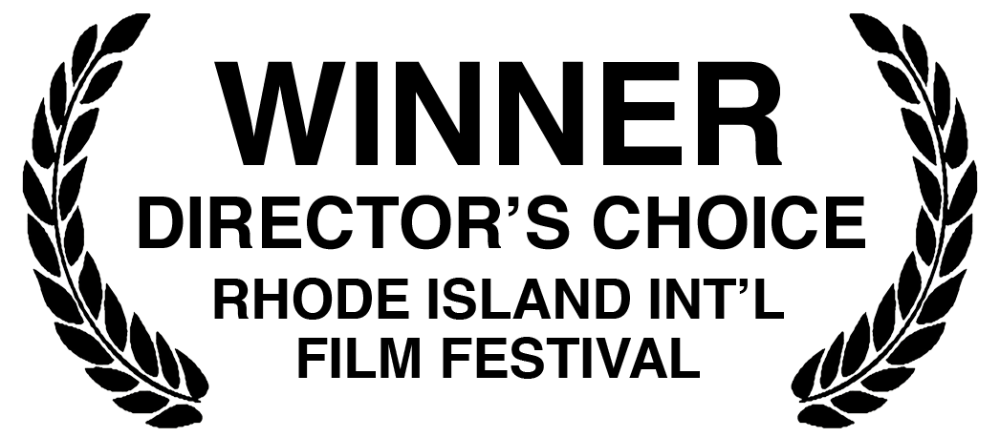 WINNER
DIRECTOR’S CHOICE
RHODE ISLAND INT’L
FILM FESTIVAL